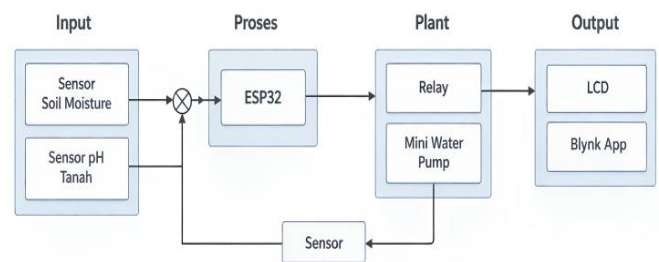 Input
Proses
Plant
Output
Sensor
Soil Moisture
Sensor pH
Tanah
ESP32
Relay
Mini Water
Pump
LCD
Blynk App
Sensor